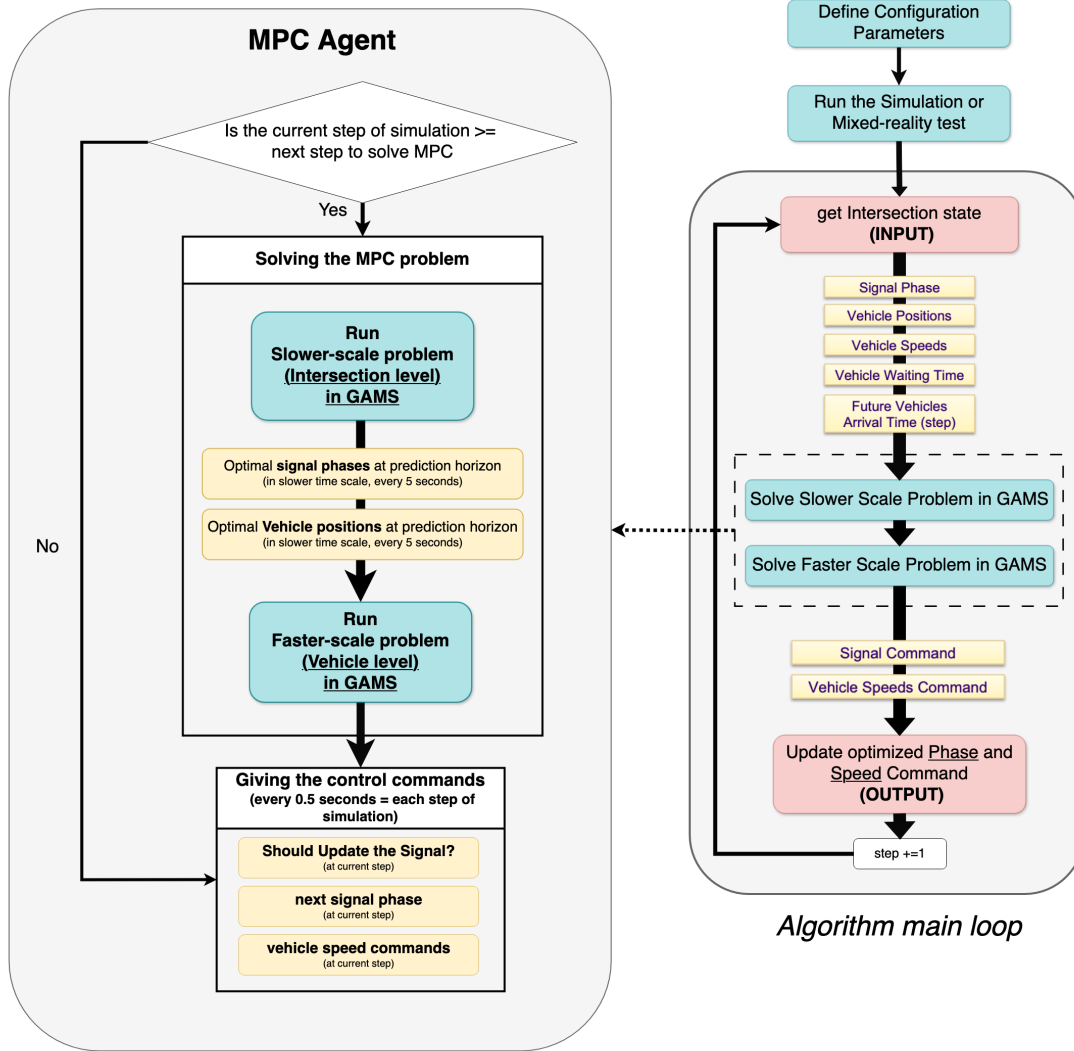 MPC Agent
Is the current step of simulation >=
next step to solve MPC
Yes
No
Solving the MPC problem
Run
Slower-scale problem
(Intersection level)
in GAMS
Optimal signal phases at prediction horizon
(in slower time scale, every 5 seconds)
Optimal Vehicle positions at prediction horizon
(in slower time scale, every 5 seconds)
Run
Faster-scale problem
(Vehicle level)
in GAMS
Giving the control commands
(every 0.5 seconds = each step of
simulation)
Should Update the Signal?
(at current step)
next signal phase
(at current step)
vehicle speed commands
(at current step)
Define Configuration
Parameters
Run the Simulation or
Mixed-reality test
get Intersection state
(INPUT)
Signal Phase
Vehicle Positions
Vehicle Speeds
Vehicle Waiting Time
Future Vehicles
Arrival Time (step)
Solve Slower Scale Problem in GAMS
Solve Faster Scale Problem in GAMS
Signal Command
Vehicle Speeds Command
Update optimized Phase and
Speed Command
(OUTPUT)
step +=1
Algorithm main loop